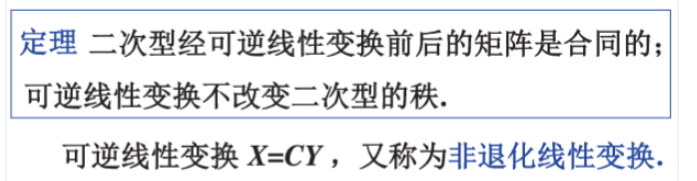 定理 二次型经可逆线性变换前后的矩阵是合同的;
可逆线性变换不改变二次型的秩.
可逆线性变换 X=CY ，又称为非退化线性变换.